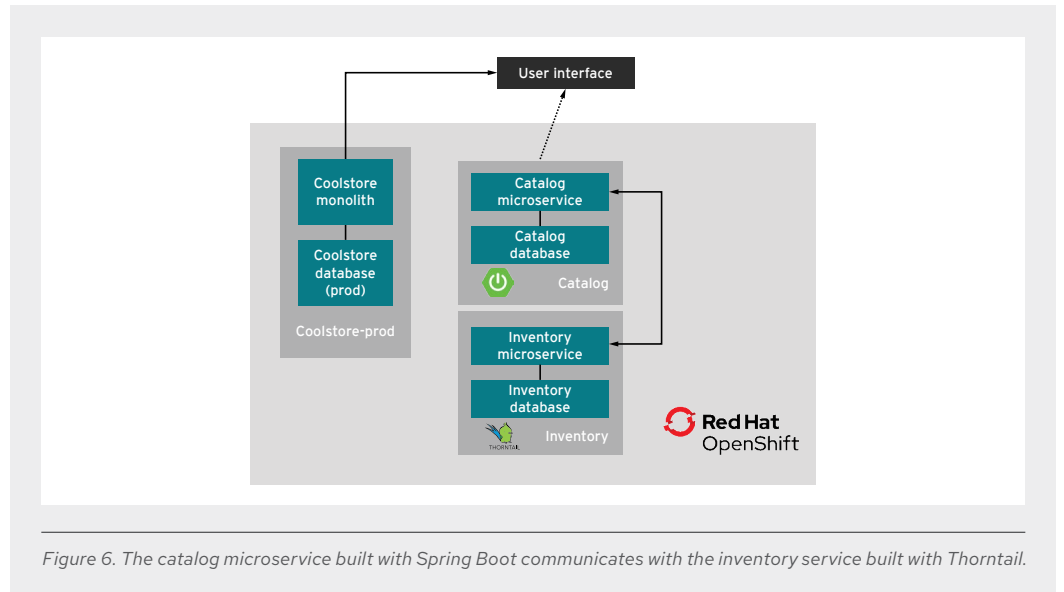 User interface
Coolstore
monolith
Coolstore
database
(prod)
Coolstore-prod
Catalog
microservice
Catalog
database
Catalog
Inventory
microservice
Inventory
database
THORNTAIL
Inventory
Red Hat
OpenShift
Figure 6. The catalog microservice built with Spring Boot communicates with the inventory service built with Thorntail.